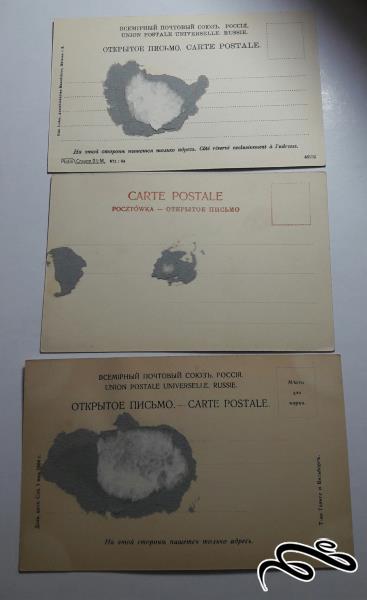 ВСЕМІРНЫЙ ПОЧТОВЫЙ СОЮЗЪ. РОССІЯ.
UNION POSTALE UNIVERSELLE. RUSSIE.
ОТКРЫТОЕ ПИСЬМО. CARTE POSTALE.
На этой сторонѣ пишется только адресъ. Côté réservé exclusivement à l'adresse.
CARTE POSTALE
POCZTÓWKA — ОТКРЫТОЕ ПИСЬМО
ВСЕМІРНЫЙ ПОЧТОВЫЙ СОЮЗЪ. РОССІЯ.
UNION POSTALE UNIVERSELLE. RUSSIE.
ОТКРЫТОЕ ПИСЬМО.—CARTE POSTALE.
Мѣсто
для
марки.
На этой сторонѣ пишется только адресъ.